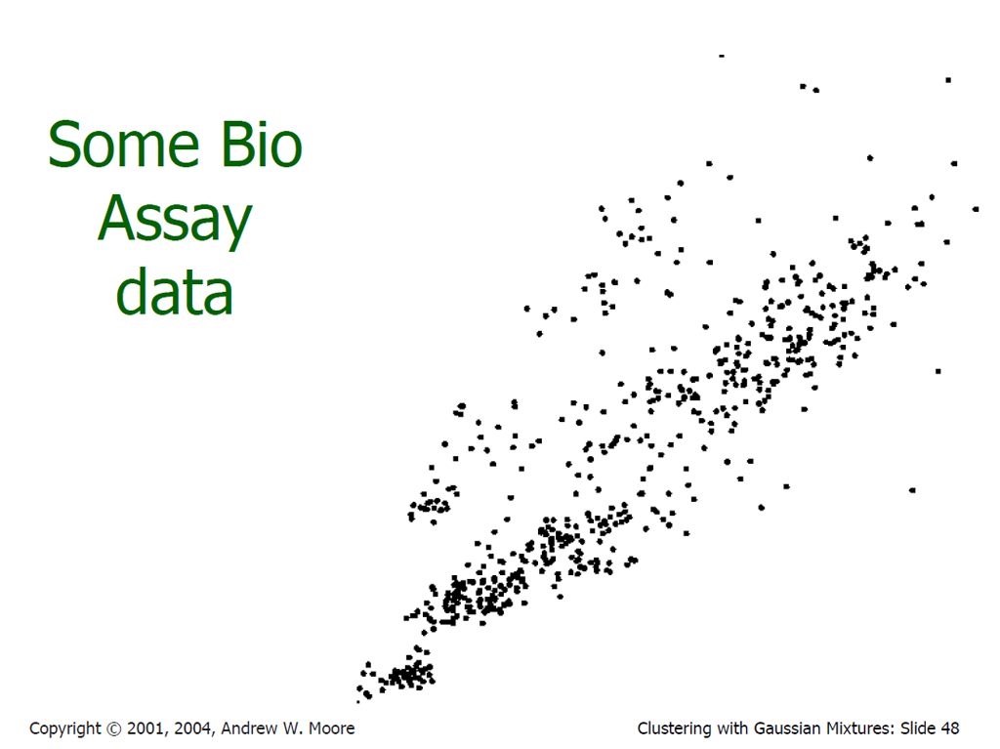 Some Bio
Assay
data
Copyright © 2001, 2004, Andrew W. Moore
Clustering with Gaussian Mixtures: Slide 48